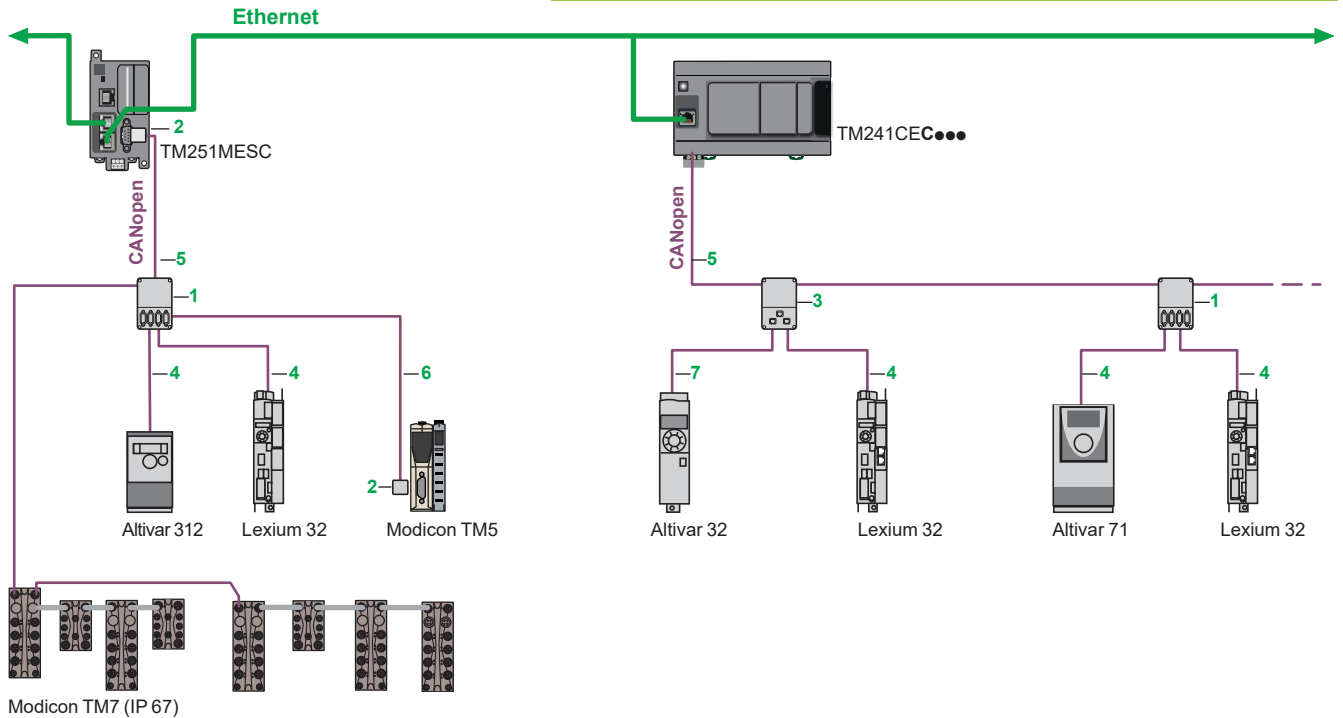 Ethernet
2
TM251MESC
TM241CEC●●●
CANopen
CANopen
5
5
1
3
1
4
4
6
7
4
4
4
2
Altivar 312
Lexium 32
Modicon TM5
Altivar 32
Lexium 32
Altivar 71
Lexium 32
Modicon TM7 (IP 67)